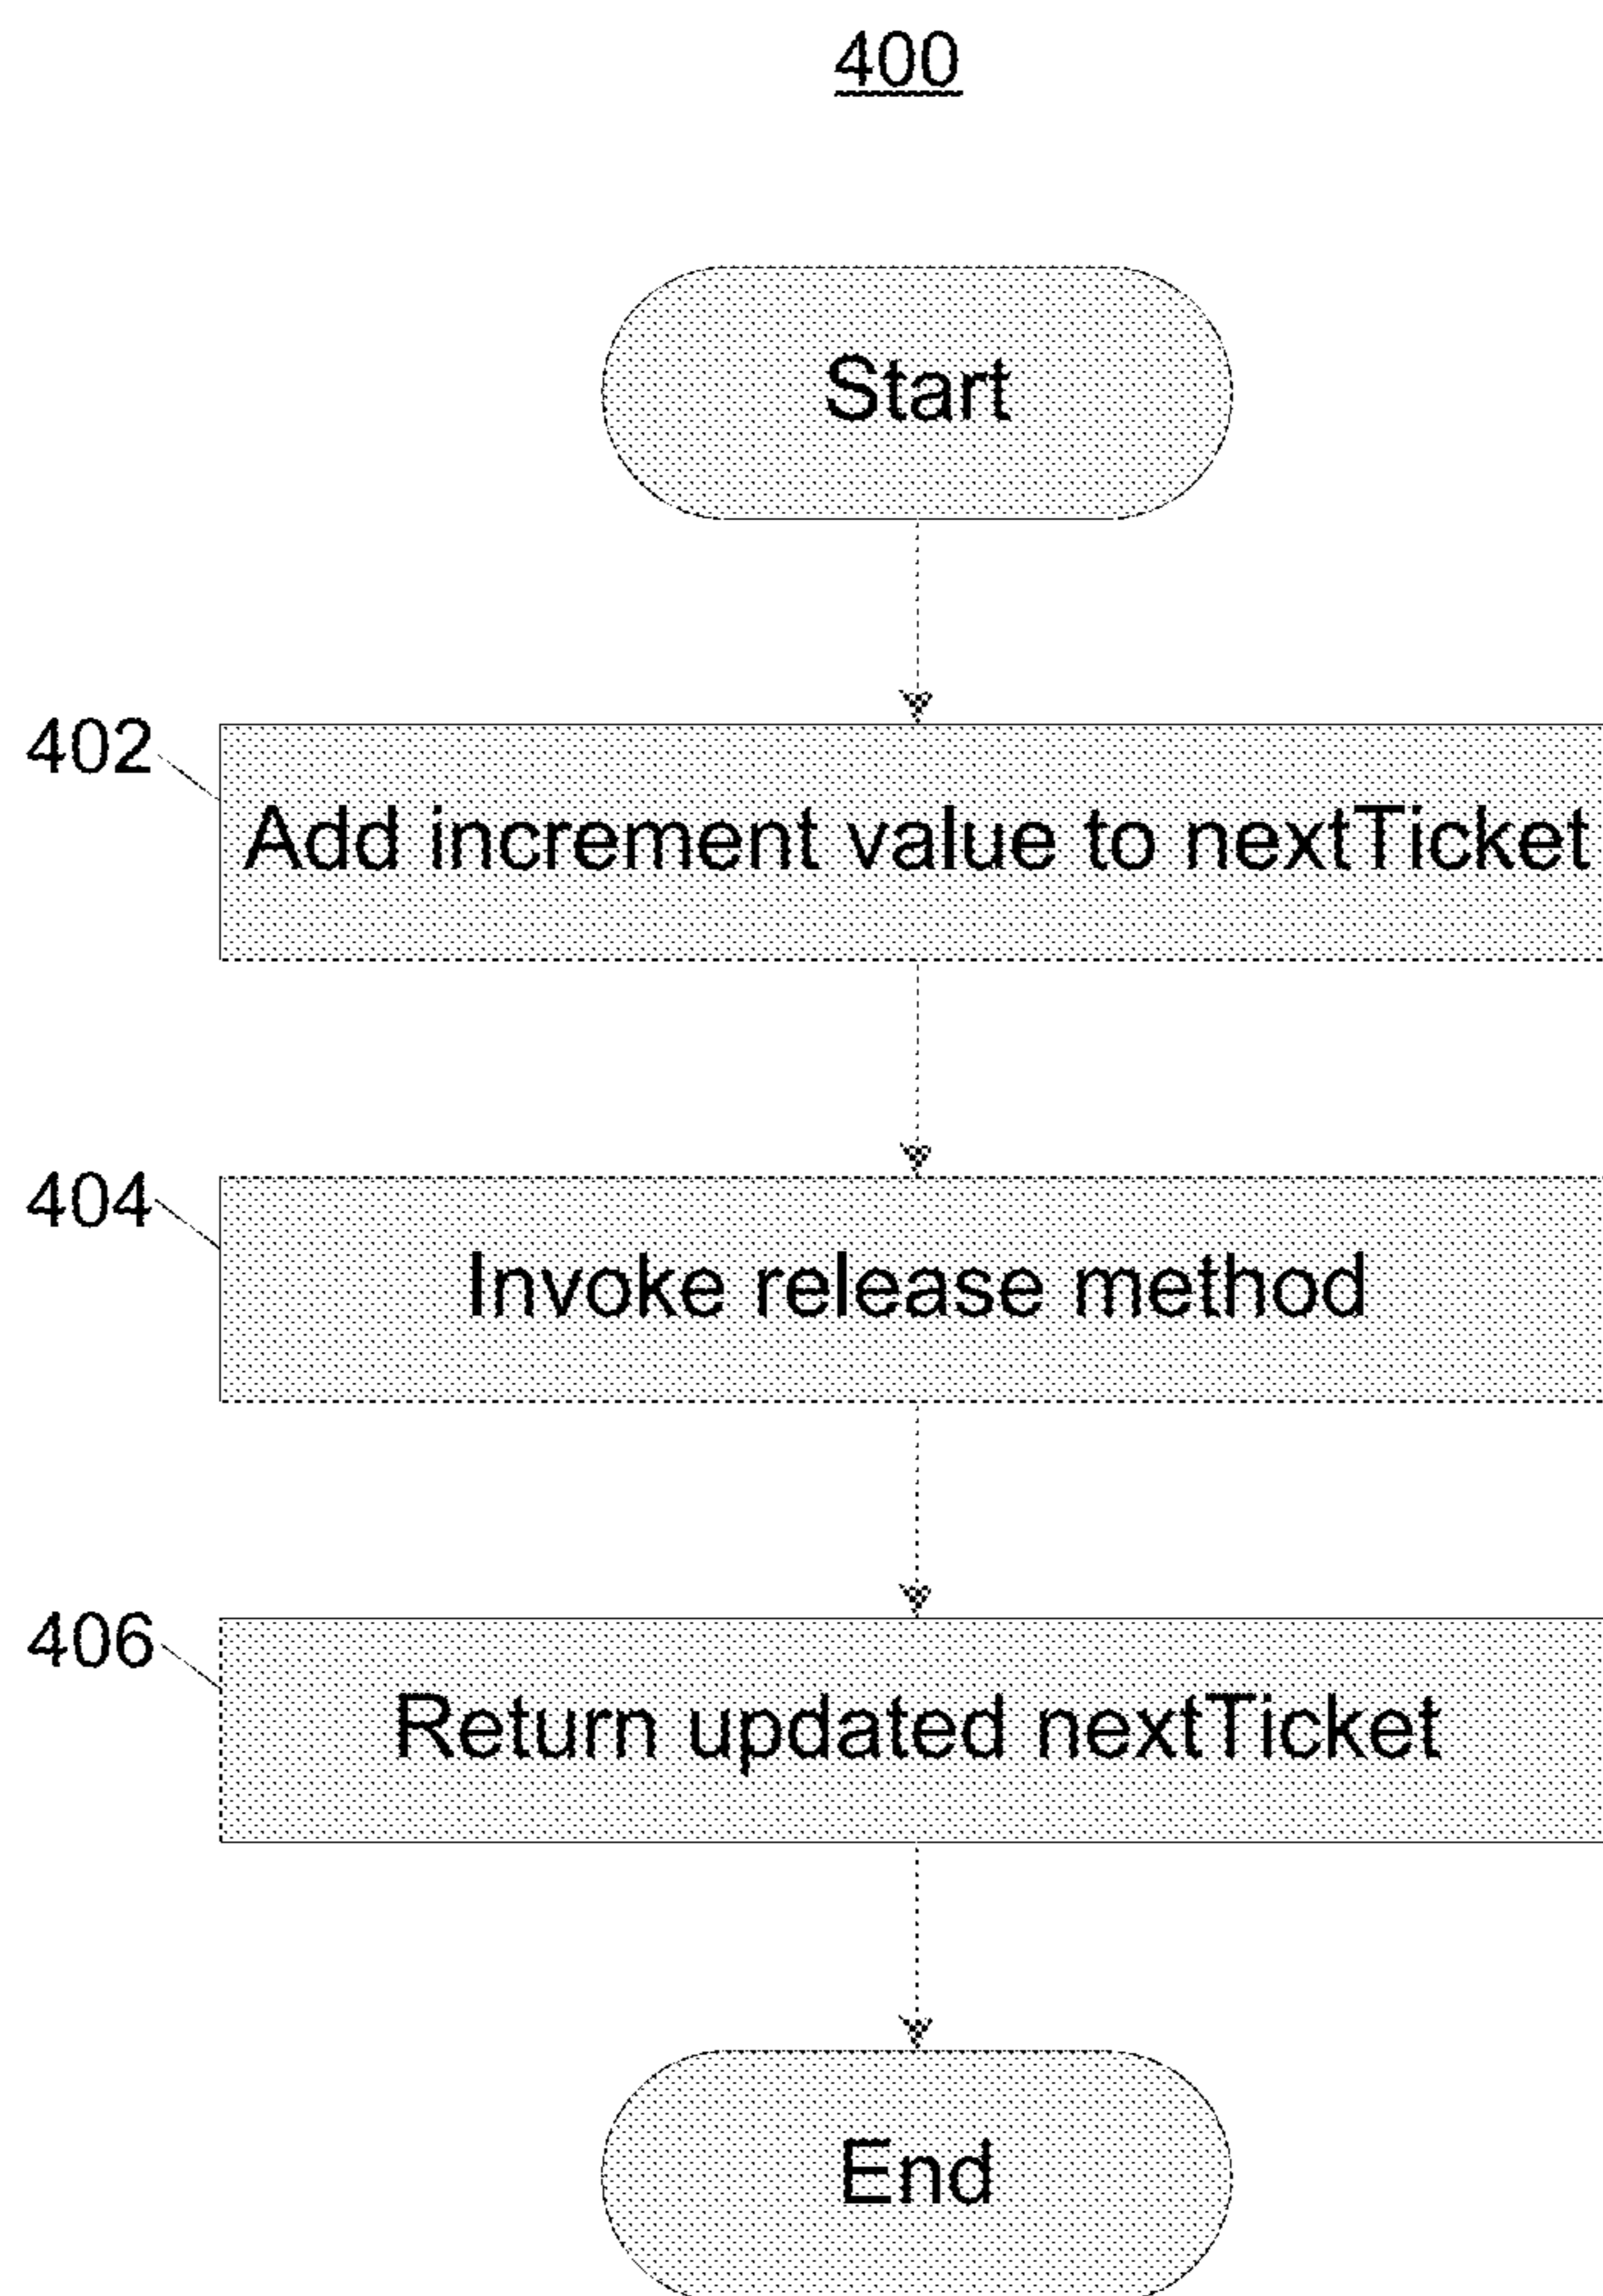 400
Start
402
Add increment value to nextTicket
404
Invoke release method
406
Return updated nextTicket
End